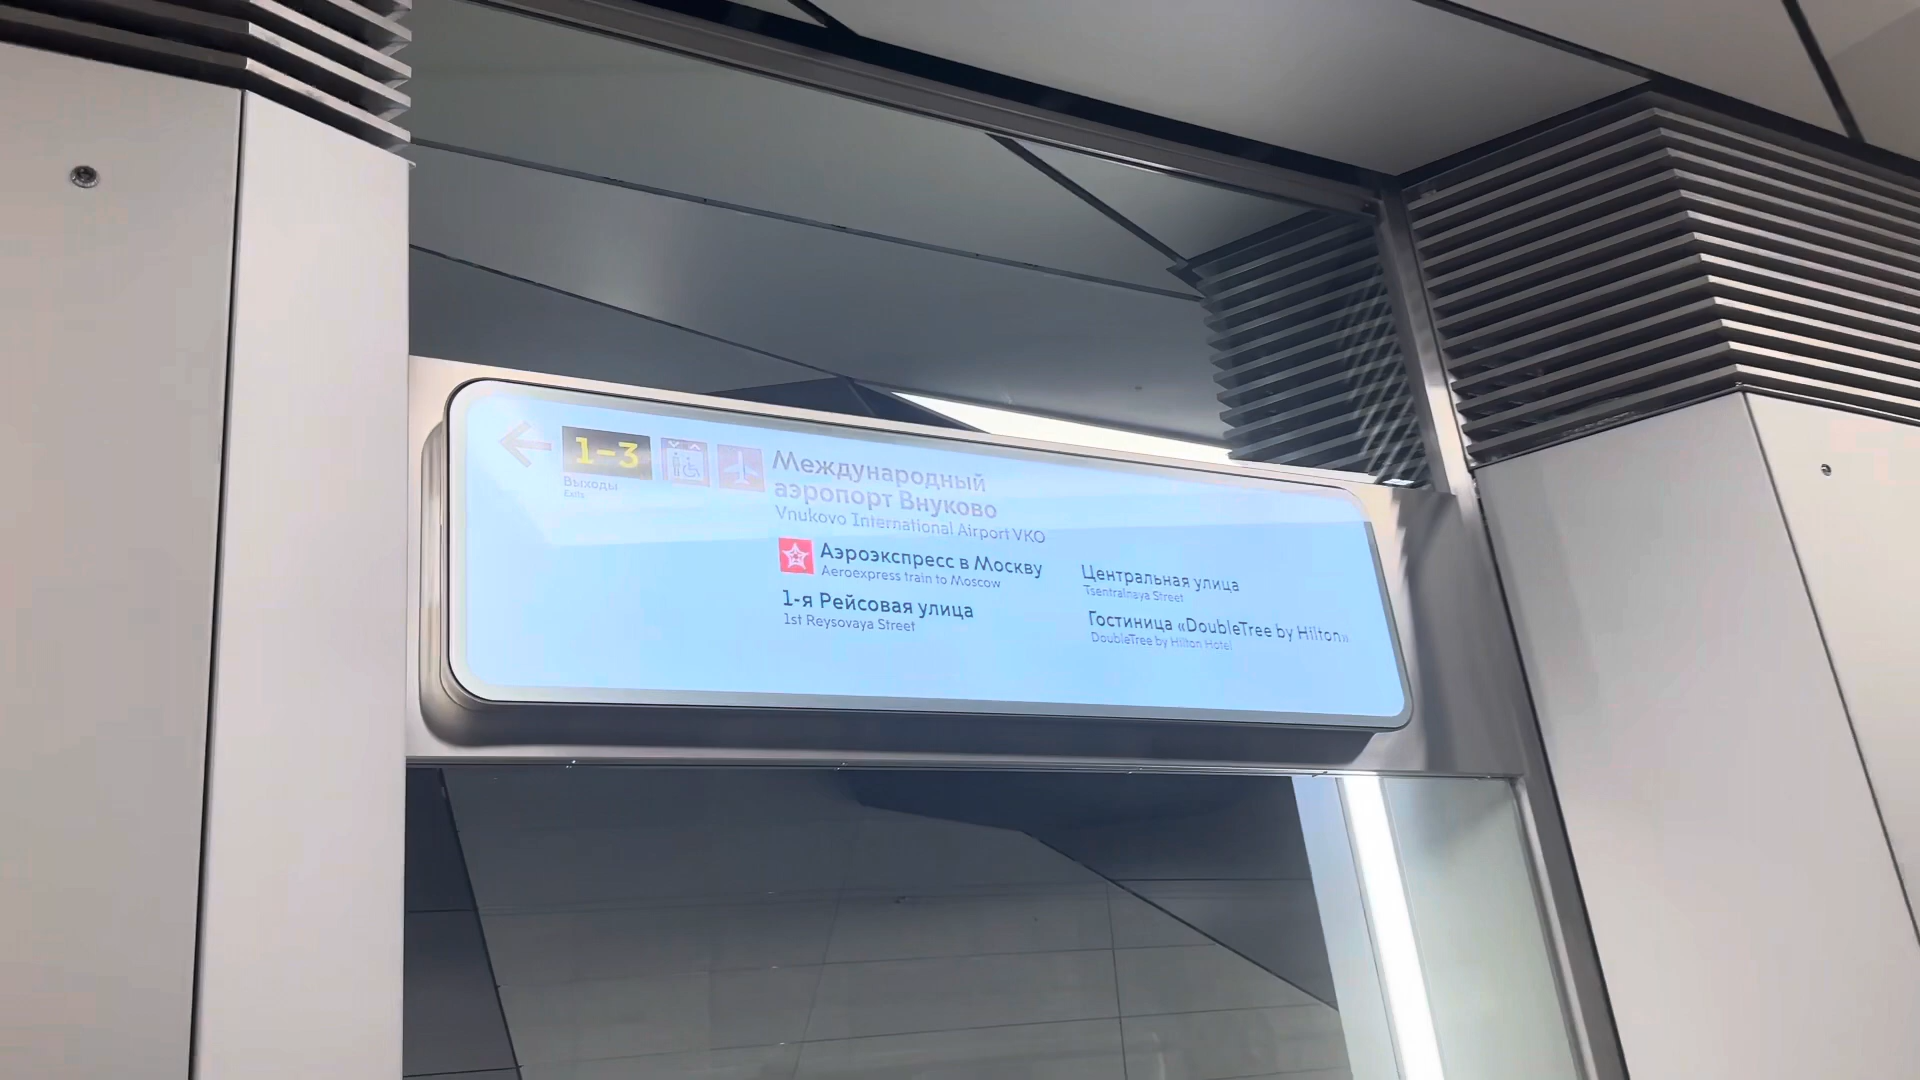 1-3
Выходы
Exits
Международный
аэропорт Внуково
Vnukovo International Airport VKO
Аэроэкспресс в Москву
Aeroexpress train to Moscow
1-я Рейсовая улица
1st Reysovaya Street
Центральная улица
Tsentralnaya Street
Гостиница «DoubleTree by Hilton»
DoubleTree by Hilton Hotel